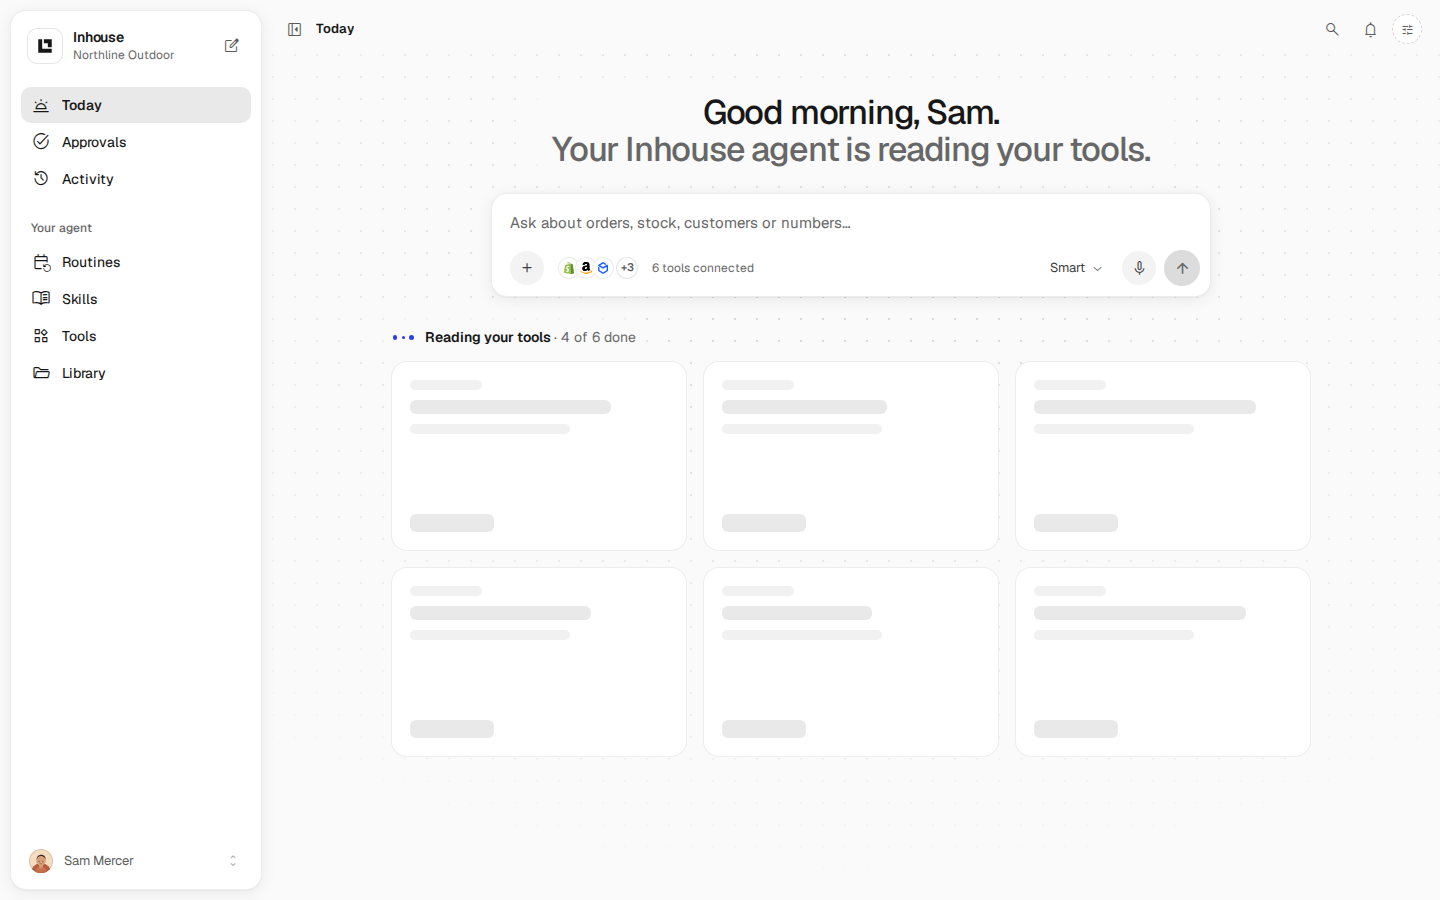 Inhouse
Northline Outdoor
Today
Approvals
Activity
Your agent
Routines
Skills
Tools
Library
Sam Mercer
Today
Good morning, Sam.
Your Inhouse agent is reading your tools.
Ask about orders, stock, customers or numbers…
a +3 6 tools connected Smart
Reading your tools · 4 of 6 done